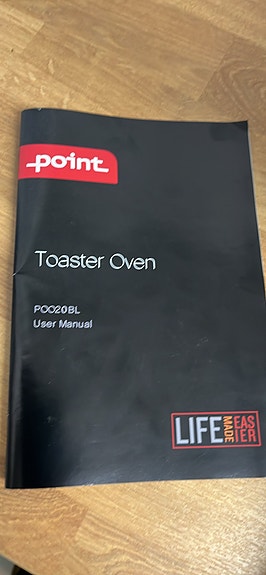 point
Toaster Oven
POO20BL
User Manual
LIFE MADE EASIER